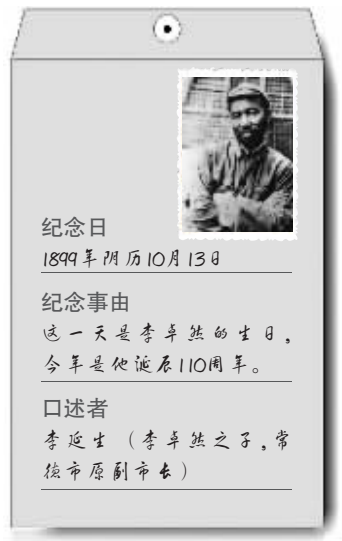 纪念日
1899年阴历10月13日
纪念事由
这一天是李卓然的生日，
今年是他诞辰110周年。
口述者
李延生（李卓然之子，常
德市原副市长）